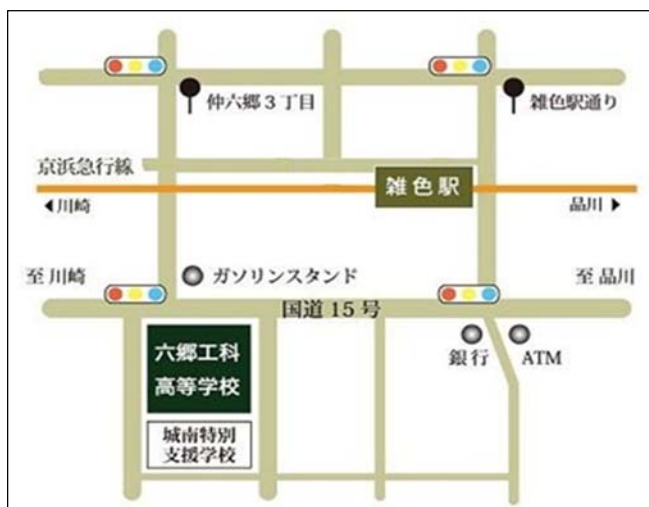 仲六郷3丁目
雑色駅通り
京浜急行線
雑色駅
◀川崎
品川▶
至 川崎
ガソリンスタンド
至 品川
国道 15 号
六郷工科
高等学校
銀行
ATM
城南特別
支援学校